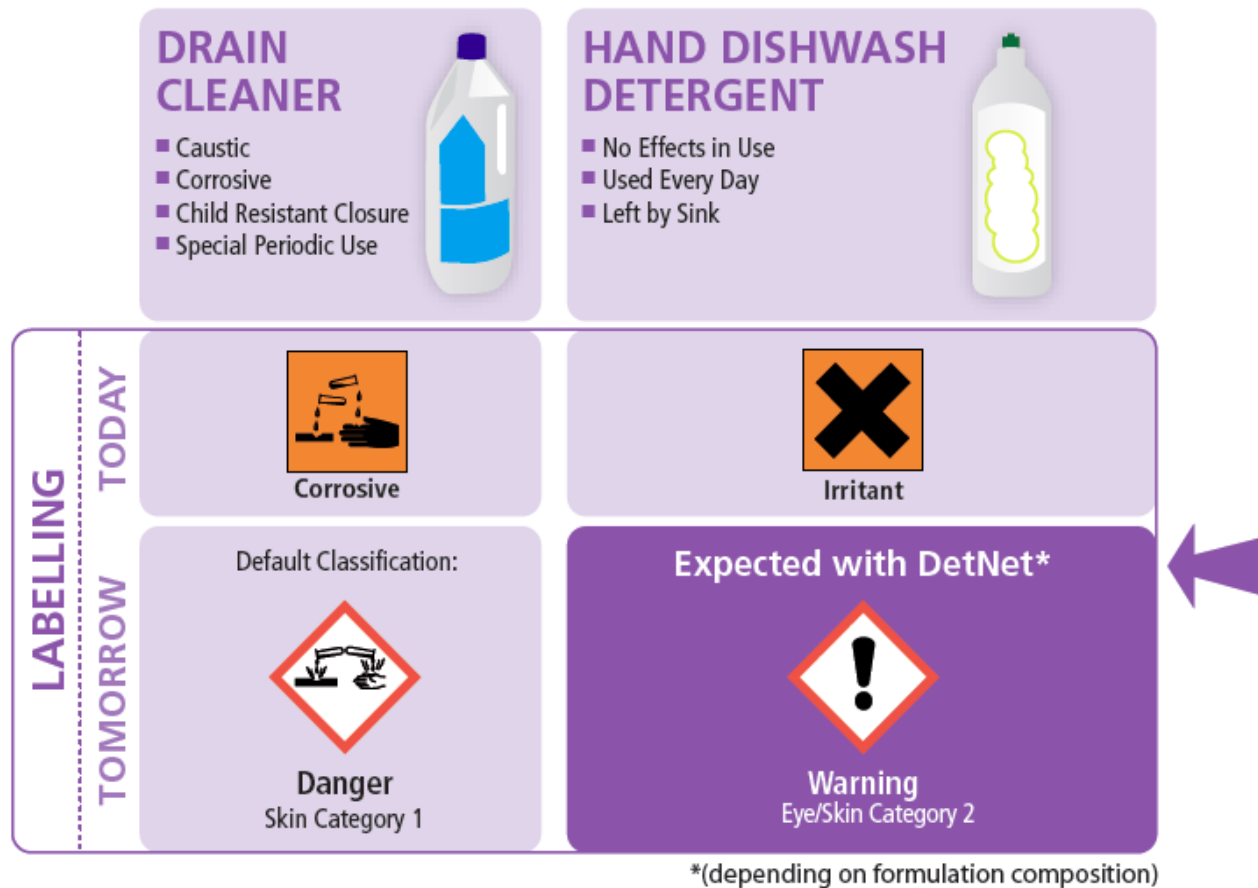 DRAIN
CLEANER
Caustic
Corrosive
Child Resistant Closure
Special Periodic Use
HAND DISHWASH
DETERGENT
No Effects in Use
Used Every Day
Left by Sink
LABELLING
TODAY
Corrosive
Irritant
TOMORROW
Default Classification:
Danger
Skin Category 1
Expected with DetNet*
Warning
Eye/Skin Category 2
*(depending on formulation composition)